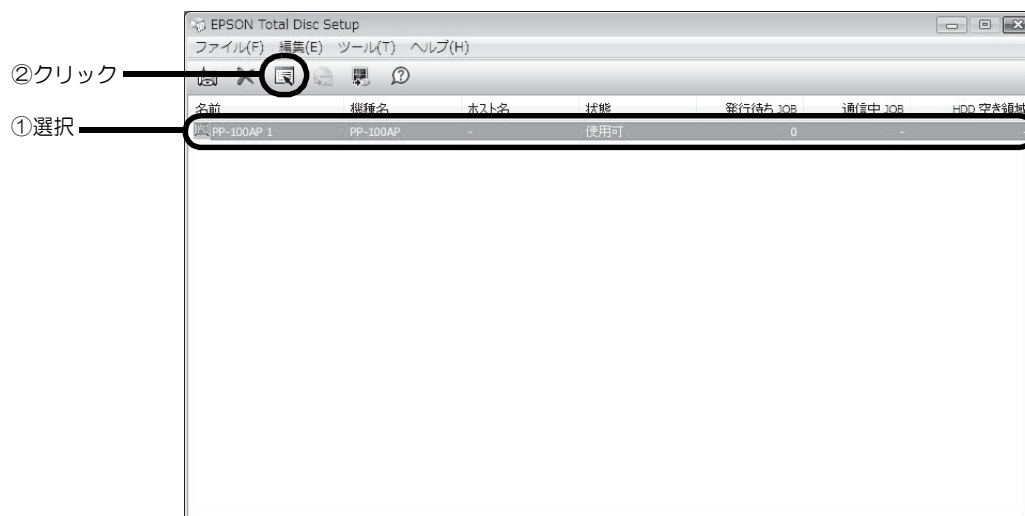 EPSON Total Disc Setup
ファイル(F) 編集(E) ツール(T) ヘルプ(H)
②クリック
名前 機種名 ホスト名 状態 発行待ち JOB 通信中 JOB HDD 空き領域
①選択
PP-100AP 1 PP-100AP - 使用可 0 - -